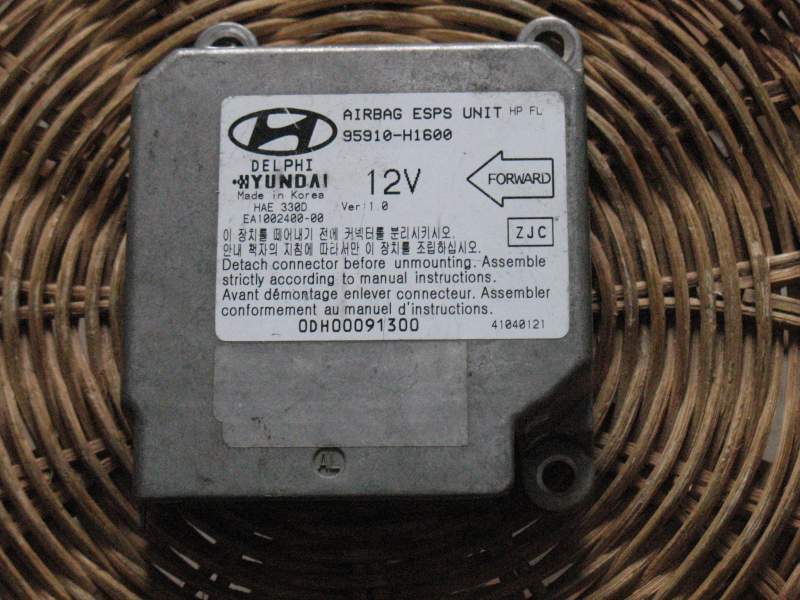 AIRBAG ESPS UNIT HP FL
95910-H1600
DELPHI
HYUNDAI
Made in Korea
HAE 330D
EA1002400-00
12V
Ver:1.0
FORWARD
ZJC
이 장치를 떼어내기 전에 커넥터를 분리시키시오.
안내 책자의 지침에 따라서만 이 장치를 조립하십시오.
Detach connector before unmounting. Assemble
strictly according to manual instructions.
Avant démontage enlever connecteur. Assembler
conformement au manuel d'instructions.
0DH00091300
41040121
AL